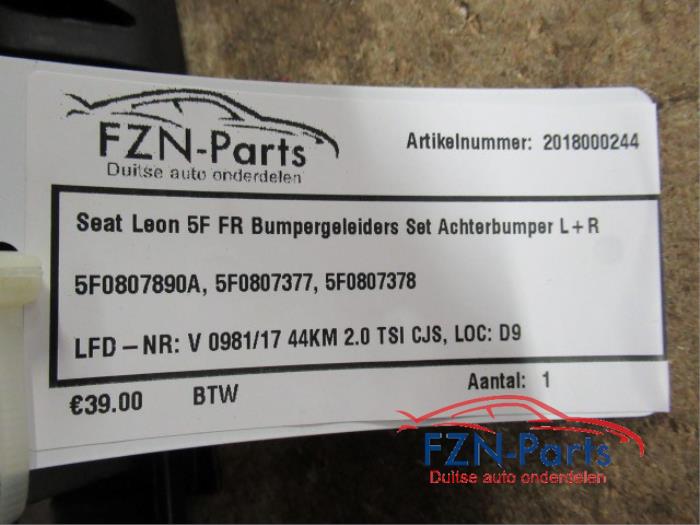 FZN-Parts
Duitse auto onderdelen
Artikelnummer: 2018000244
Seat Leon 5F FR Bumpergeleiders Set Achterbumper L+R
5F0807890A, 5F0807377, 5F0807378
LFD-NR: V 0981/17 44KM 2.0 TSI CJS, LOC: D9
€39.00 BTW Aantal: 1
FZN-Parts
Duitse auto onderdelen